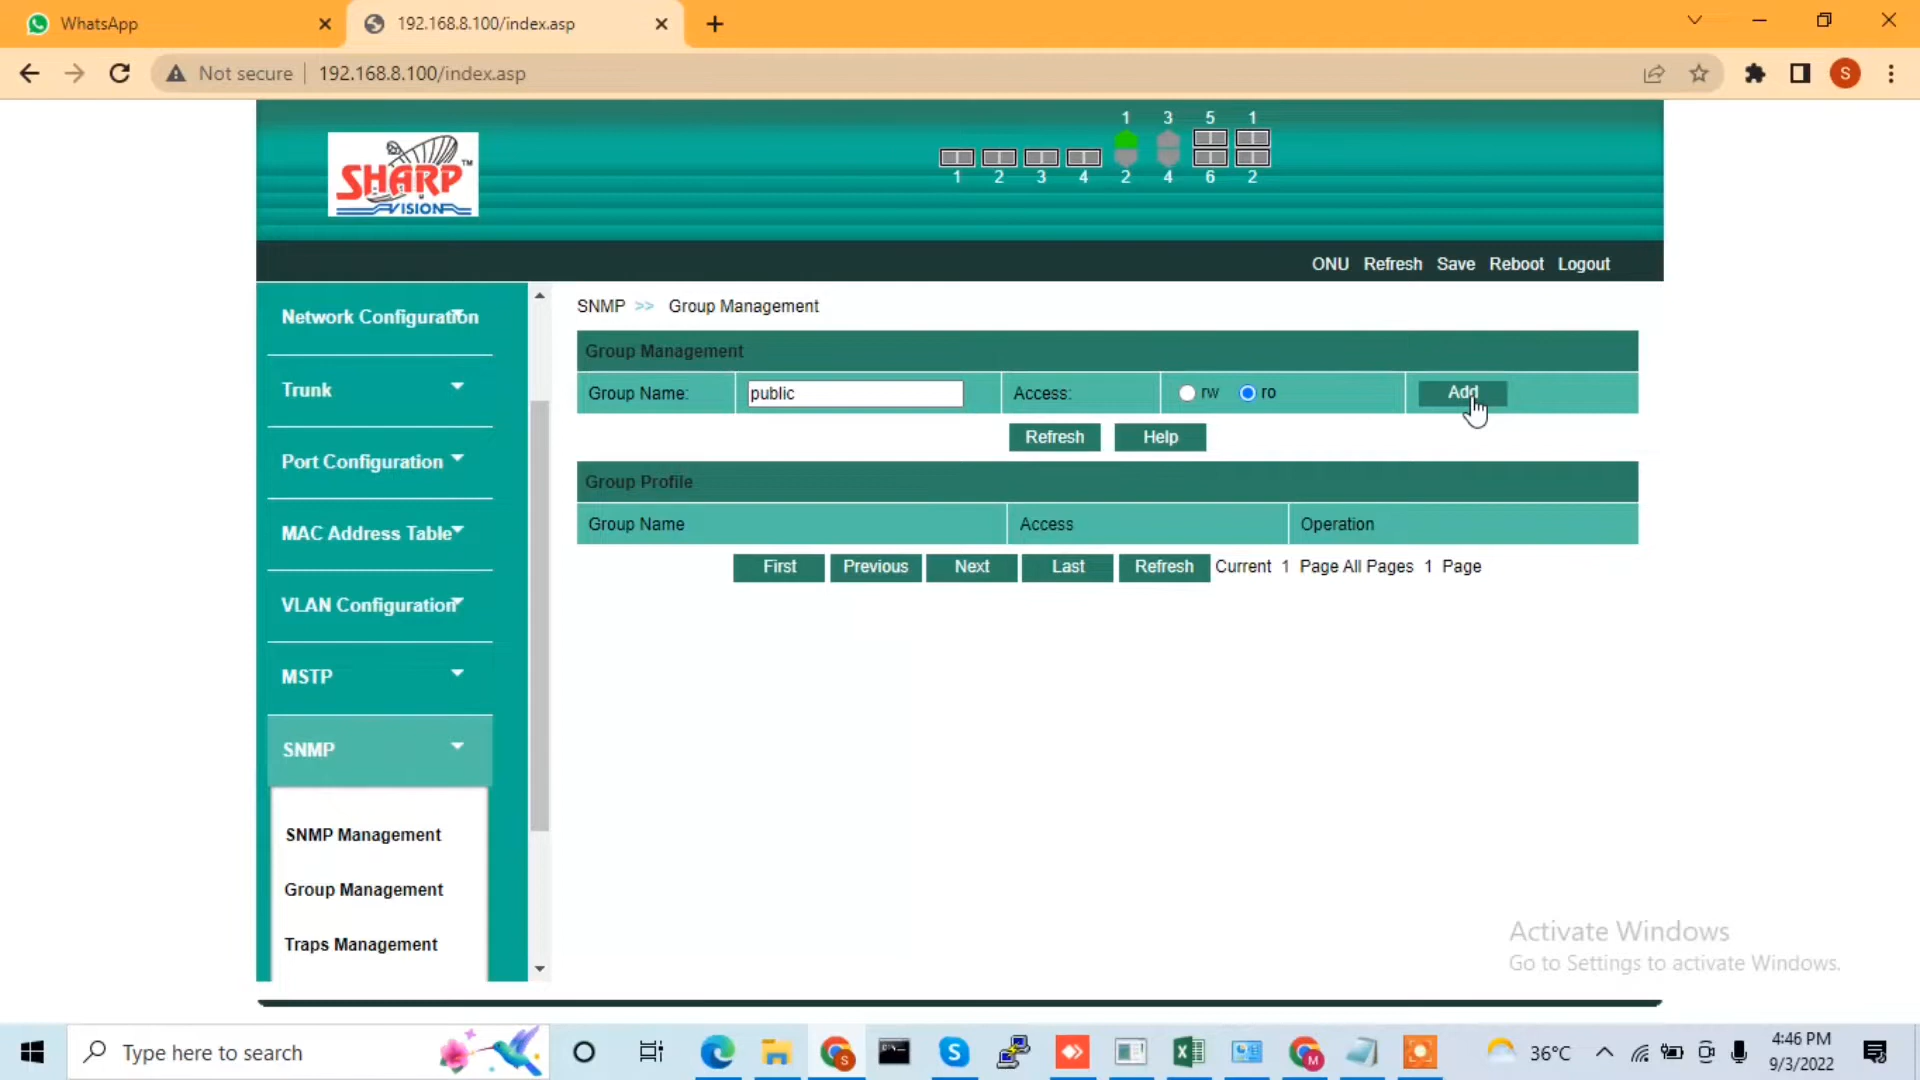 WhatsApp
192.168.8.100/index.asp
Not secure
192.168.8.100/index.asp
S
SHARP™
VISION
1 3 5 1
1 2 3 4 2 4 6 2
ONU Refresh Save Reboot Logout
Network Configuration
Trunk
Port Configuration
MAC Address Table
VLAN Configuration
MSTP
SNMP
SNMP Management
Group Management
Traps Management
SNMP >> Group Management
Group Management
Group Name: public Access: rw ro Add
Refresh Help
Group Profile
Group Name Access Operation
First Previous Next Last Refresh Current 1 Page All Pages 1 Page
Activate Windows
Go to Settings to activate Windows.
Type here to search
S
S
M
36°C
4:46 PM
9/3/2022